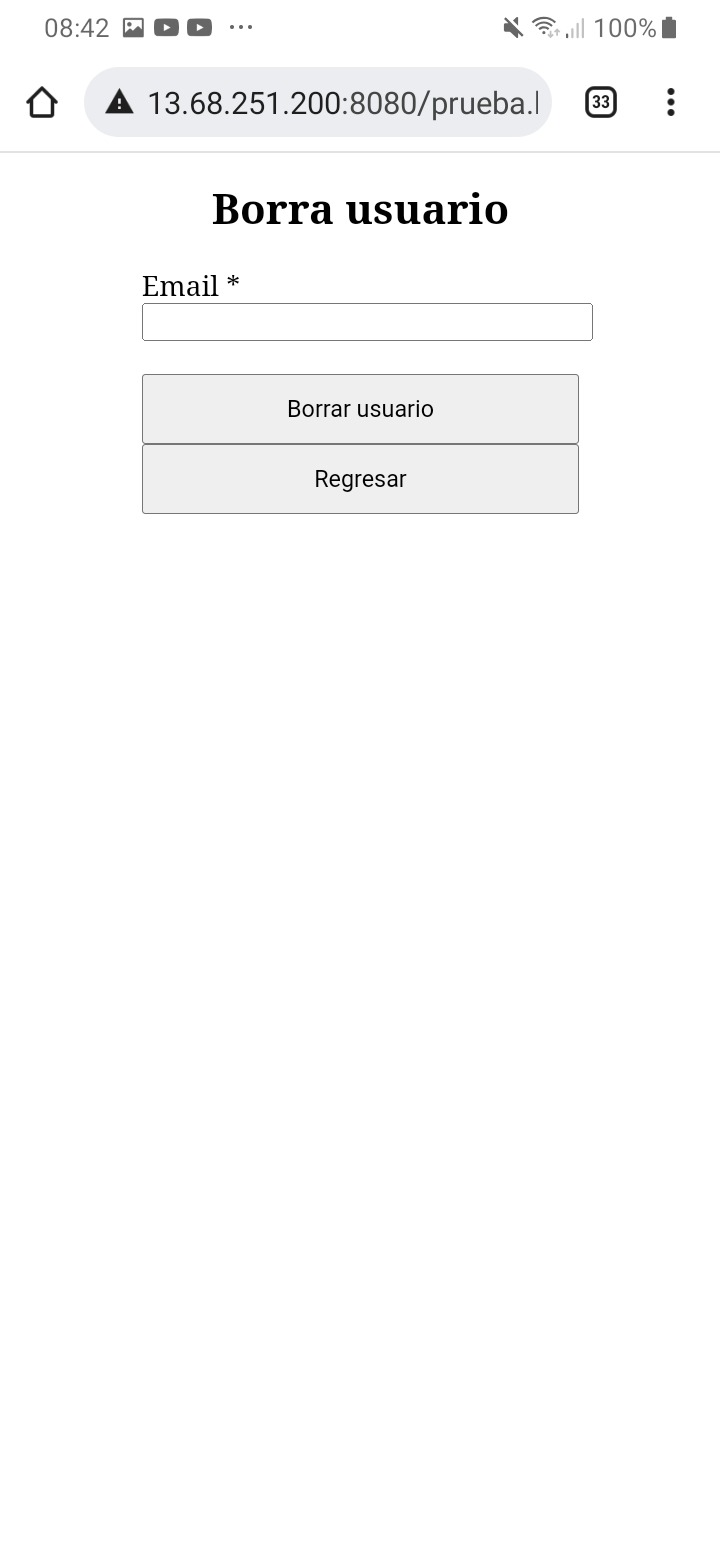 08:42
100%
13.68.251.200:8080/prueba.
33
Borra usuario
Email *
Borrar usuario
Regresar